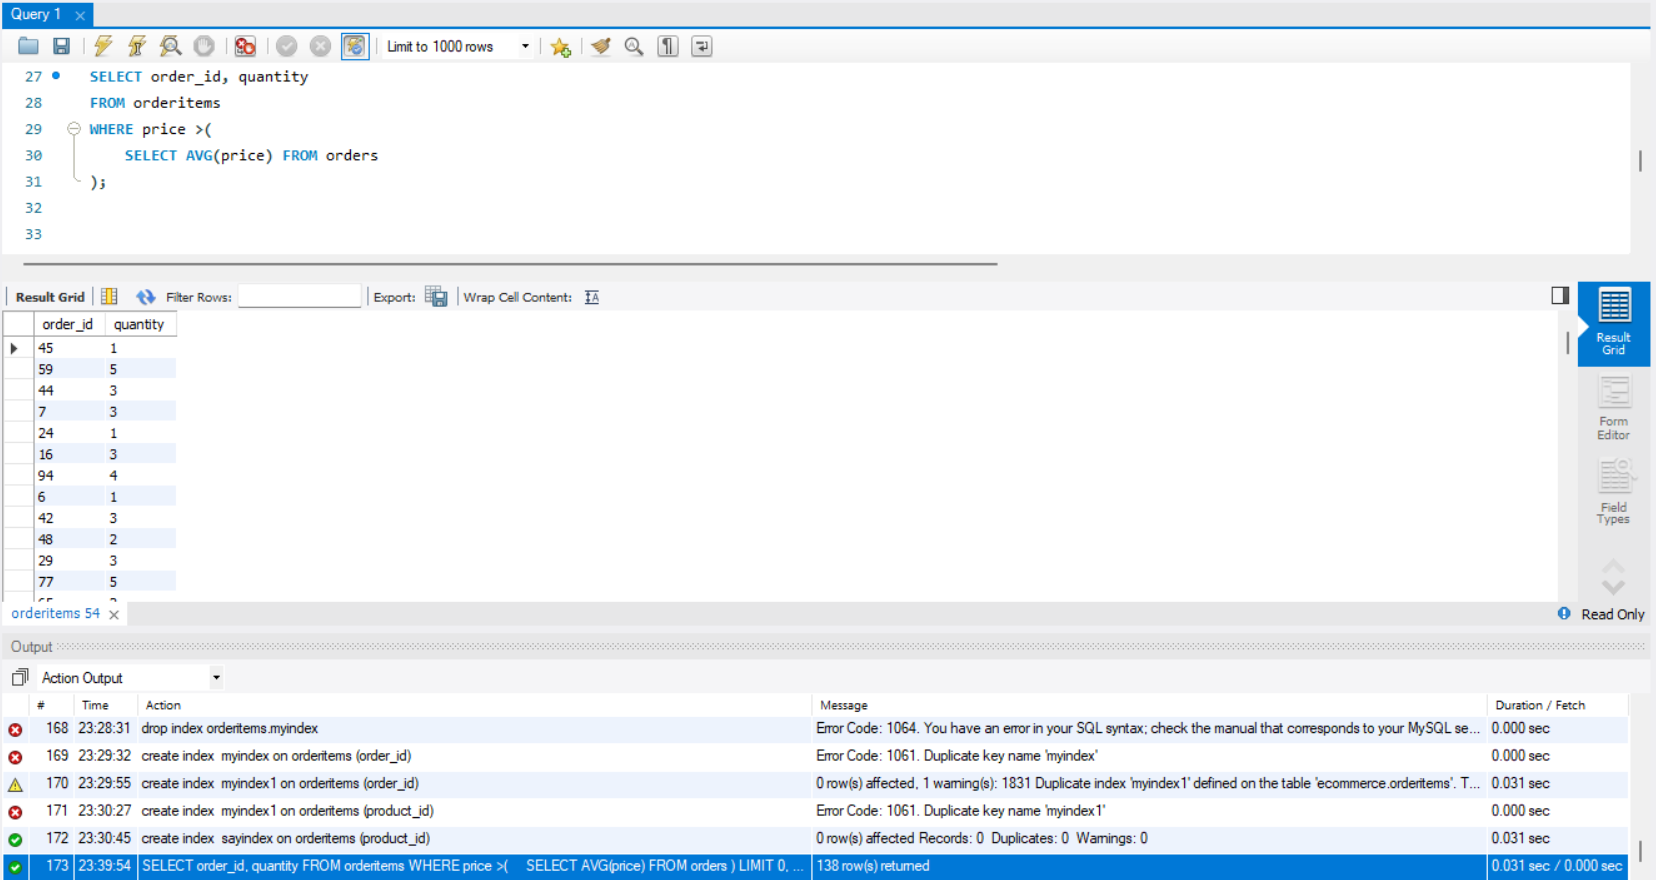 Query 1
Limit to 1000 rows
27 SELECT order_id, quantity
28 FROM orderitems
29 WHERE price >(
30 SELECT AVG(price) FROM orders
31 );
32
33
Result Grid Filter Rows: Export: Wrap Cell Content:
order_id quantity
45 1
59 5
44 3
7 3
24 1
16 3
94 4
6 1
42 3
48 2
29 3
77 5
Result
Grid
Form
Editor
Field
Types
orderitems 54
Read Only
Output
Action Output
# Time Action Message Duration / Fetch
168 23:28:31 drop index orderitems.myindex Error Code: 1064. You have an error in your SQL syntax; check the manual that corresponds to your MySQL se... 0.000 sec
169 23:29:32 create index myindex on orderitems (order_id) Error Code: 1061. Duplicate key name 'myindex' 0.000 sec
170 23:29:55 create index myindex1 on orderitems (order_id) 0 row(s) affected, 1 warning(s): 1831 Duplicate index 'myindex1' defined on the table 'ecommerce.orderitems'. T... 0.031 sec
171 23:30:27 create index myindex1 on orderitems (product_id) Error Code: 1061. Duplicate key name 'myindex1' 0.000 sec
172 23:30:45 create index sayindex on orderitems (product_id) 0 row(s) affected Records: 0 Duplicates: 0 Warnings: 0 0.031 sec
173 23:39:54 SELECT order_id, quantity FROM orderitems WHERE price >( SELECT AVG(price) FROM orders ) LIMIT 0, ... 138 row(s) returned 0.031 sec / 0.000 sec